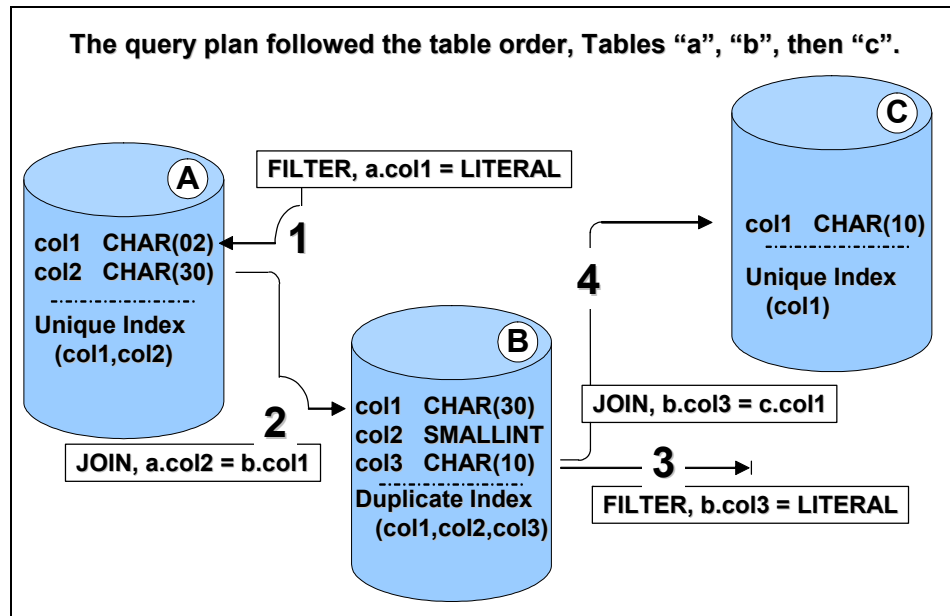 The query plan followed the table order, Tables “a”, “b”, then “c”.
A
FILTER, a.col1 = LITERAL
1
col1 CHAR(02)
col2 CHAR(30)
Unique Index
(col1,col2)
2
JOIN, a.col2 = b.col1
B
col1 CHAR(30)
col2 SMALLINT
col3 CHAR(10)
Duplicate Index
(col1,col2,col3)
3
FILTER, b.col3 = LITERAL
4
JOIN, b.col3 = c.col1
C
col1 CHAR(10)
Unique Index
(col1)